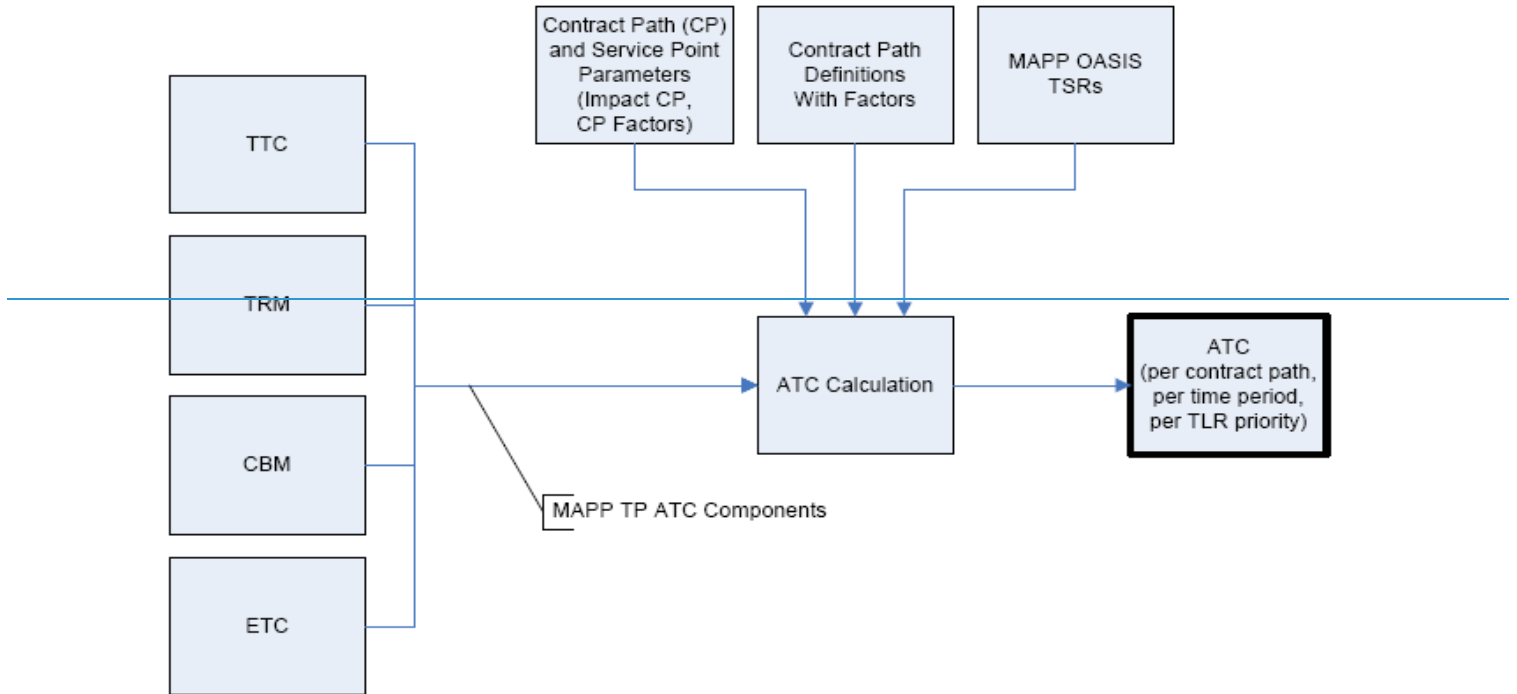 Contract Path (CP)
and Service Point
Parameters
(Impact CP,
CP Factors)
Contract Path
Definitions
With Factors
MAPP OASIS
TSRs
TTC
TRM
CBM
ETC
ATC Calculation
ATC
(per contract path,
per time period,
per TLR priority)
MAPP TP ATC Components